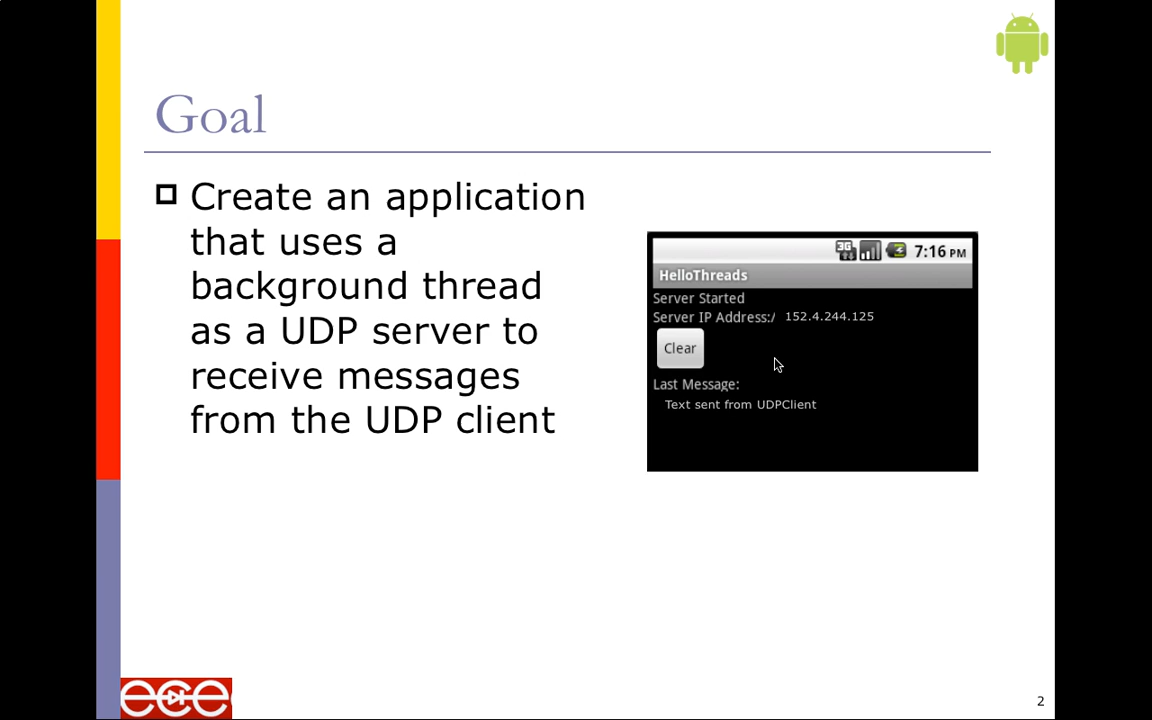 Goal
Create an application
that uses a
background thread
as a UDP server to
receive messages
from the UDP client
3G 7:16 PM
HelloThreads
Server Started
Server IP Address:/ 152.4.244.125
Clear
Last Message:
Text sent from UDPClient
ece
2